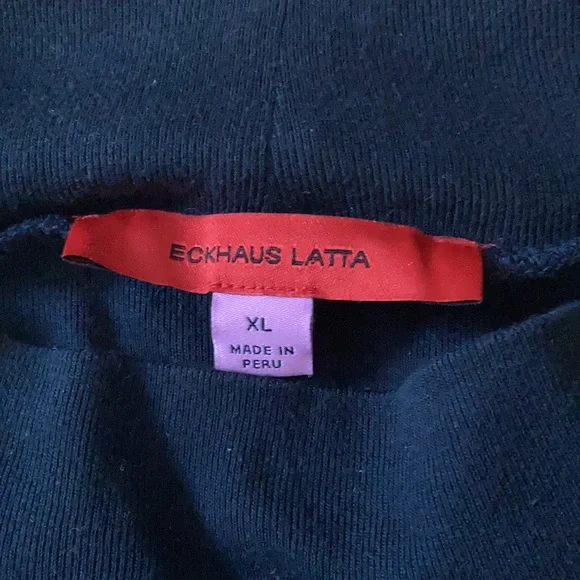 ECKHAUS LATTA
XL
MADE IN
PERU